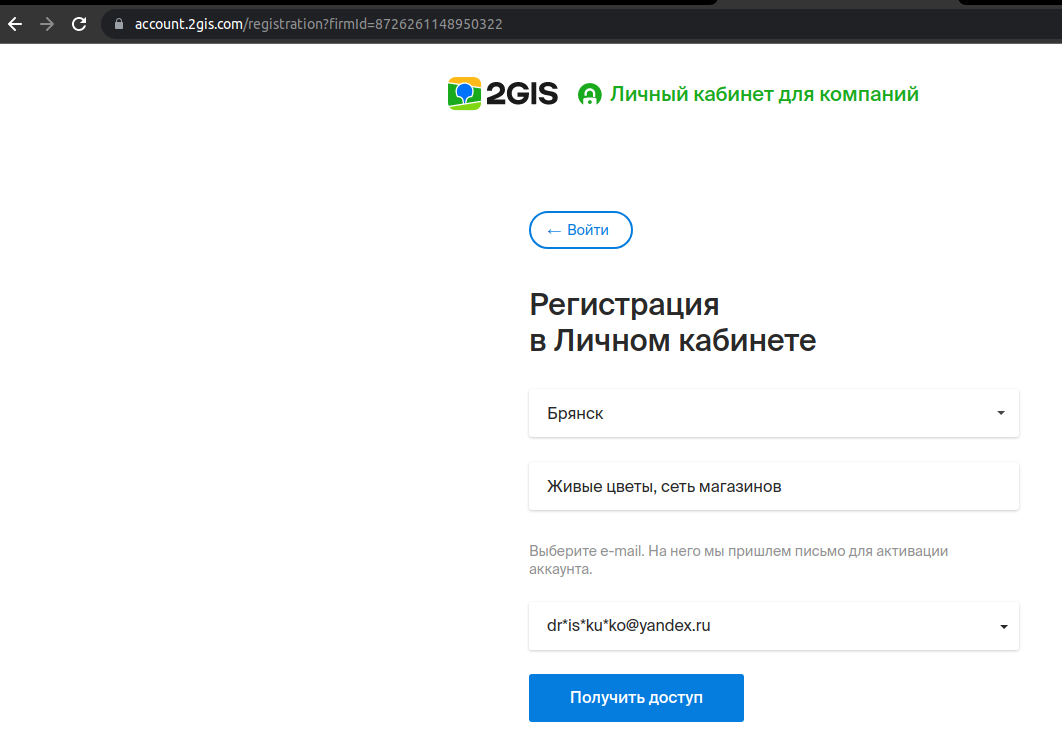 account.2gis.com/registration?firmId=8726261148950322
2GIS Личный кабинет для компаний
← Войти
Регистрация
в Личном кабинете
Брянск
Живые цветы, сеть магазинов
Выберите e-mail. На него мы пришлем письмо для активации
аккаунта.
dr*is*ku*ko@yandex.ru
Получить доступ